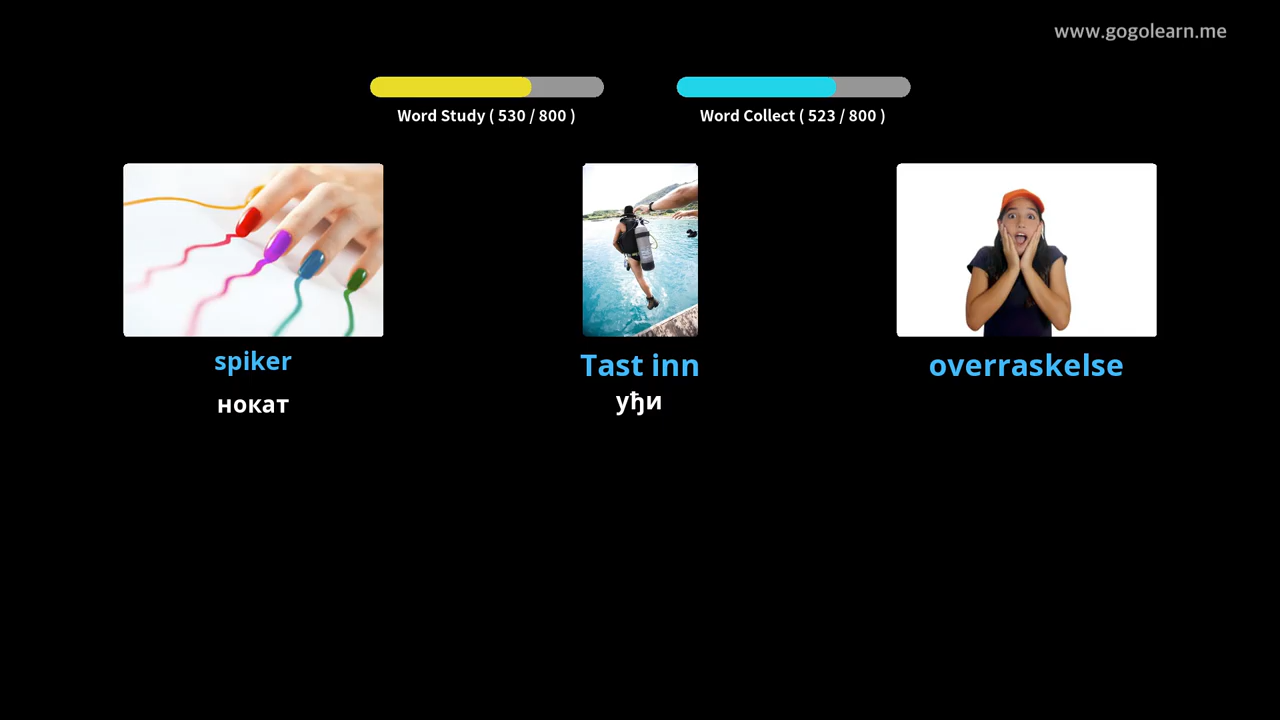 www.gogolearn.me
Word Study ( 530 / 800 )
Word Collect ( 523 / 800 )
spiker
Tast inn
overraskelse
нокат
уђи